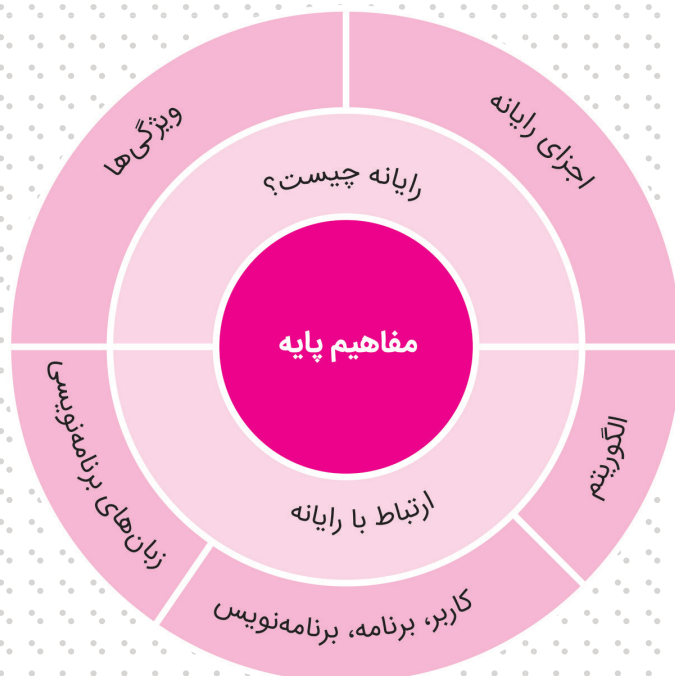 مفاهیم پایه
رایانه چیست؟
اجزای رایانه
ویژگی‌ها
ارتباط با رایانه
الگوریتم
کاربر، برنامه، برنامه‌نویس
زبان‌های برنامه‌نویسی